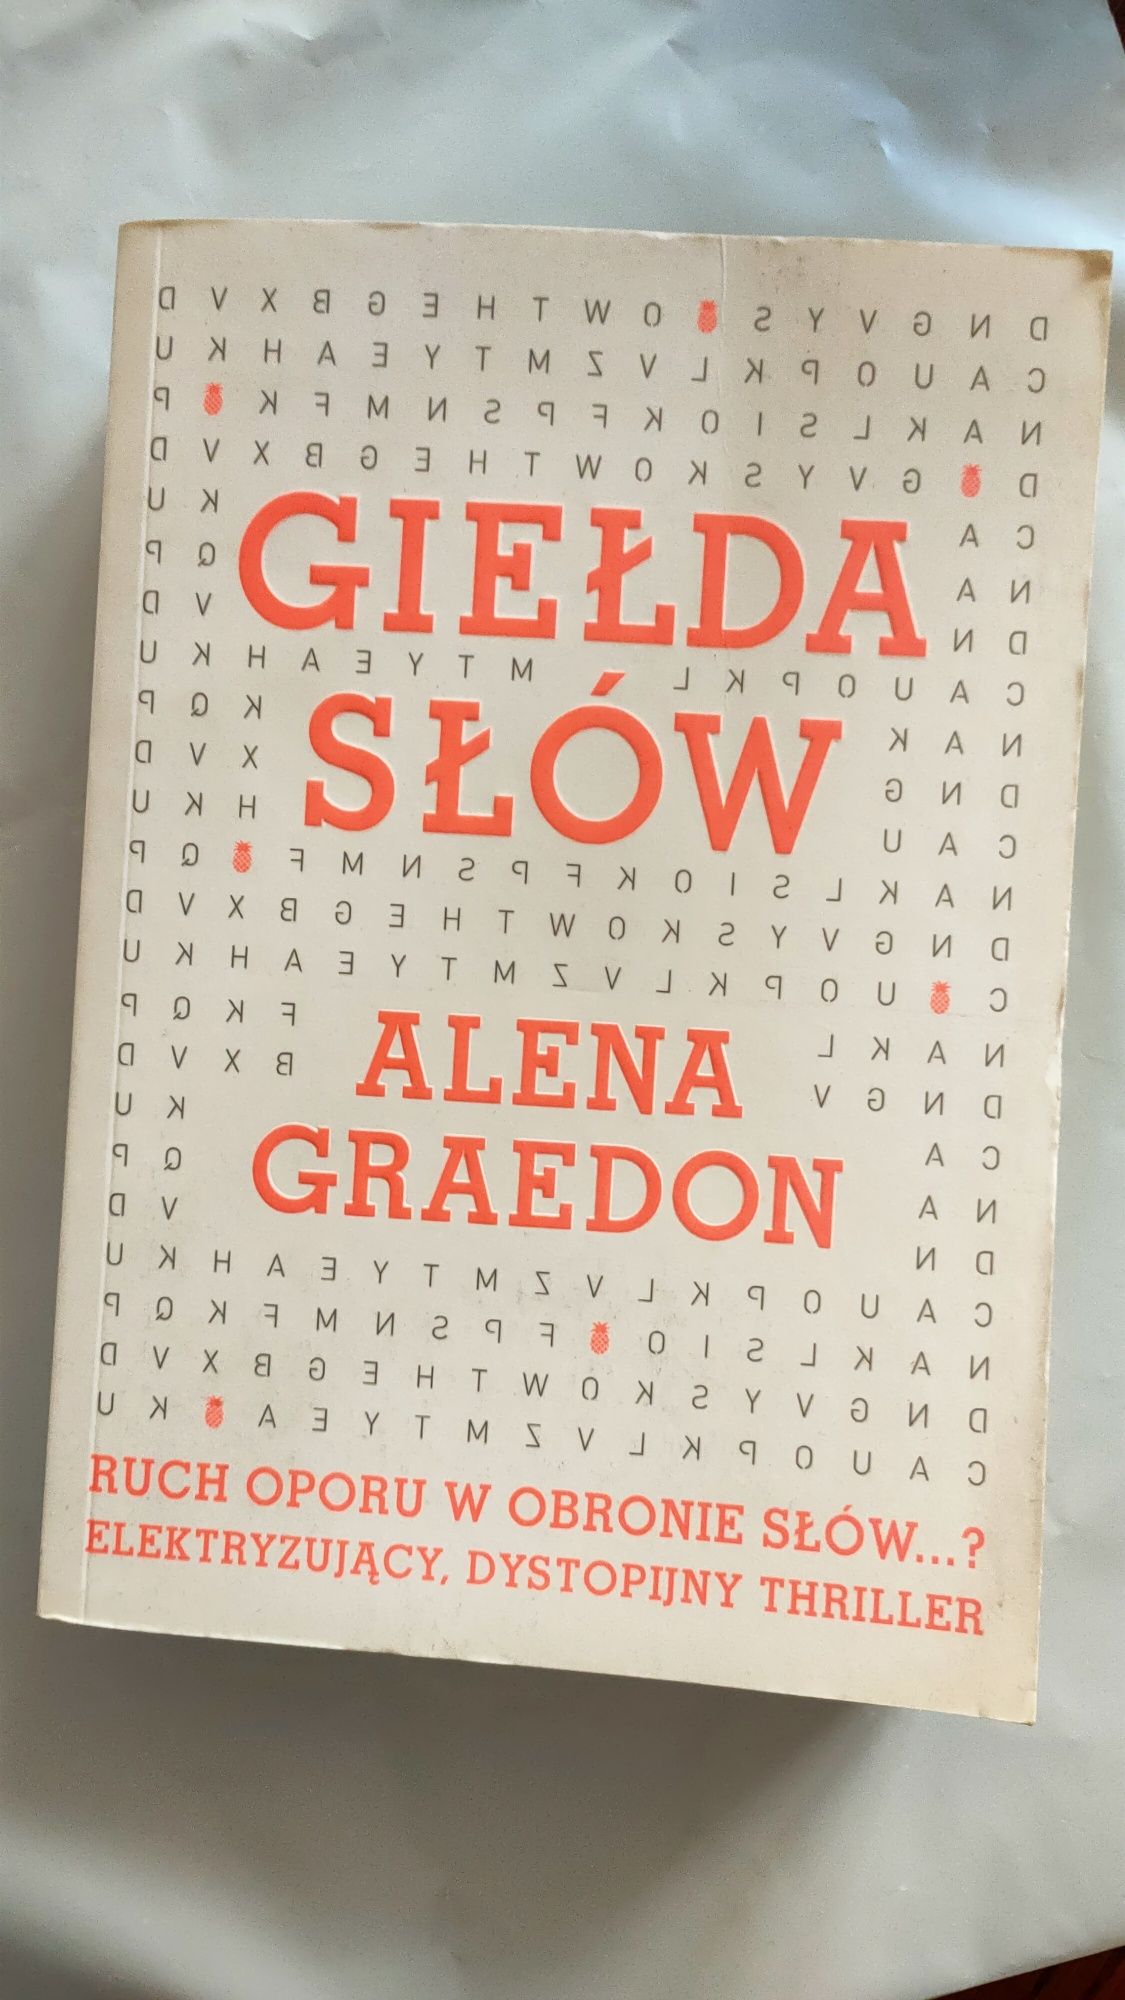 D V X B G E H T W O S Y V G N D
U K H A E Y T M Z V L K P O U A C
P K F M N S P F K O I S L K A N
D V X B G E H T W O K S Y V G D
U K A C
P Q A N
D V N D
GIEŁDA
U K H A E Y T M L K P O U A C
P Q K K A N
D V X G N D
U K H U A C
SŁÓW
P Q F M N S P F K O I S L K A N
D V X B G E H T W O K S Y V G N D
U K H A E Y T M Z V L K P O U C
P Q K F L K A N
D V X B V G N D
ALENA
U K A C
P Q A N
D V N D
GRAEDON
U K H A E Y T M Z V L K P O U A C
P Q K F M N S P F O I S L K A N
D V X B G E H T W O K S Y V G N D
U K A E Y T M Z V L K P O U A C
RUCH OPORU W OBRONIE SŁÓW...?
ELEKTRYZUJĄCY, DYSTOPIJNY THRILLER